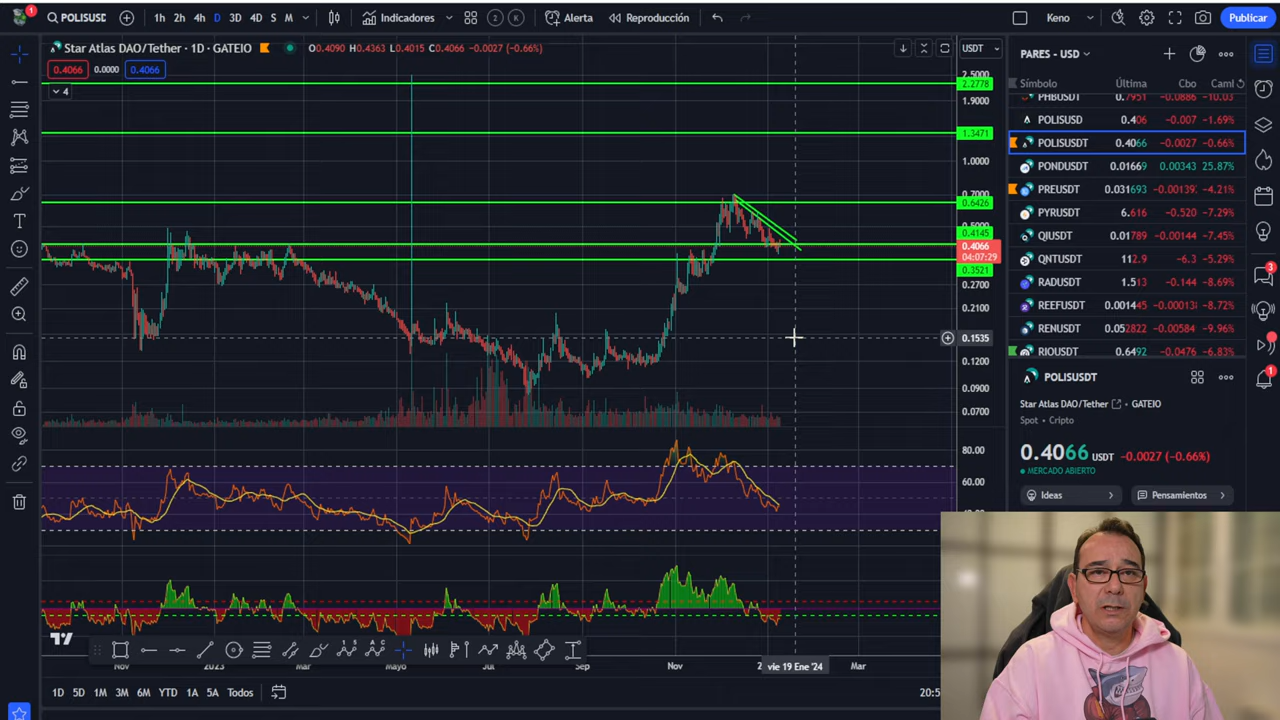 POLISUSD
1h 2h 4h D 3D 4D S M
Indicadores
2
K
Alerta
Reproducción
Keno
Publicar
Star Atlas DAO/Tether · 1D · GATEIO
O0.4090 H0.4363 L0.4015 C0.4066 −0.0027 (−0.66%)
0.4066 0.0000 0.4066
4
USDT
2.5000
2.2778
1.9000
1.3471
1.0000
0.7000
0.6426
0.4145
0.4066
04:07:29
0.3521
0.2700
0.2100
0.1535
0.1200
0.0900
0.0700
80.00
60.00
Nov 2023 Mar Mayo Jul Sep Nov vie 19 Ene '24 Mar
1D 5D 1M 3M 6M YTD 1A 5A Todos
PARES - USD
Símbolo Última Cbo
PHBUSDT 0.7951 −0.0886 −10.03
POLISUSD 0.406 −0.007 −1.69%
POLISUSDT 0.4066 −0.0027 −0.66%
PONDUSDT 0.01669 0.00343 25.87%
PREUSDT 0.031693 −0.00139 −4.21%
PYRUSDT 6.616 −0.520 −7.29%
QIUSDT 0.01789 −0.00144 −7.45%
QNTUSDT 112.9 −6.3 −5.29%
RADUSDT 1.513 −0.144 −8.69%
REEFUSDT 0.001445 −0.00013 −8.72%
RENUSDT 0.052822 −0.00584 −9.96%
RIOUSDT 0.6492 −0.0476 −6.83%
POLISUSDT
Star Atlas DAO/Tether · GATEIO
Spot · Cripto
0.4066 USDT −0.0027 (−0.66%)
MERCADO ABIERTO
Ideas
Pensamientos